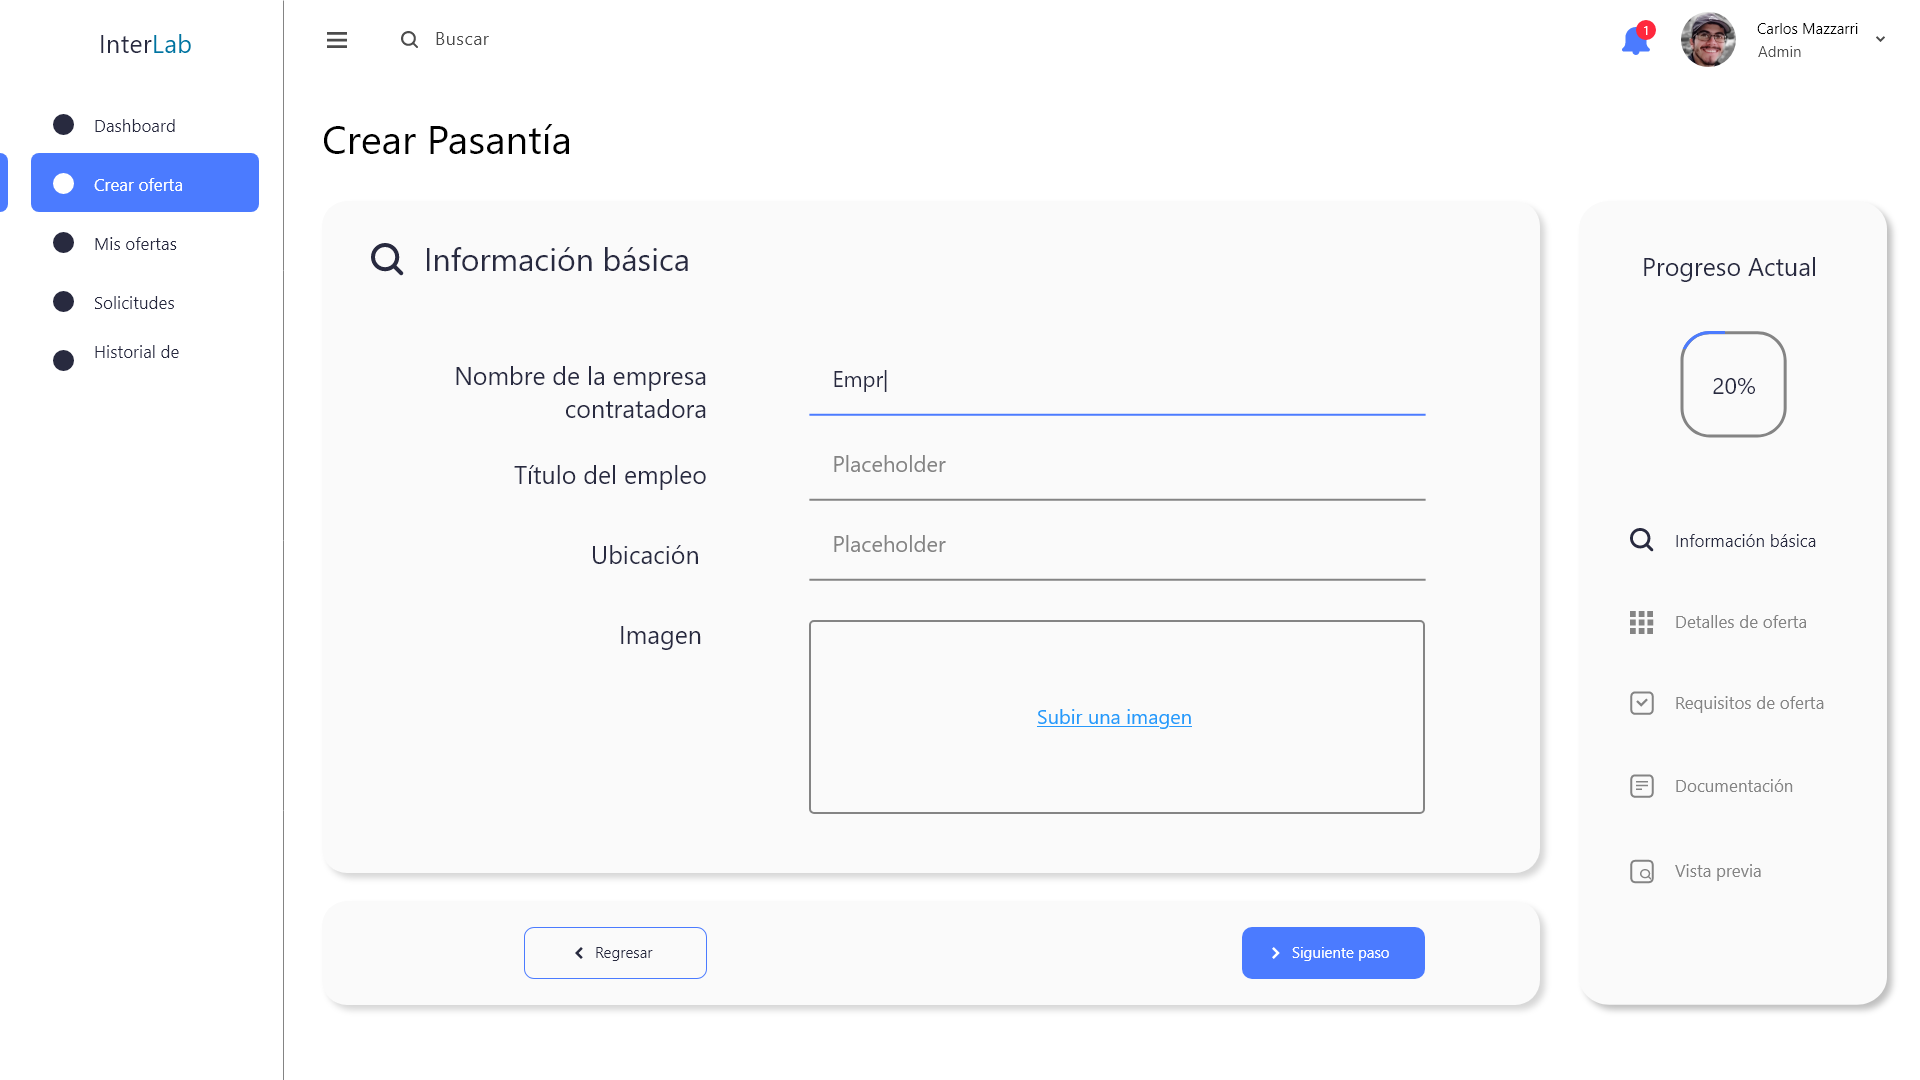 InterLab
Buscar
1
Carlos Mazzarri
Admin
Dashboard
Crear oferta
Mis ofertas
Solicitudes
Historial de
Crear Pasantía
Información básica
Nombre de la empresa
contratadora
Empr|
Título del empleo
Placeholder
Ubicación
Placeholder
Imagen
Subir una imagen
Regresar
Siguiente paso
Progreso Actual
20%
Información básica
Detalles de oferta
Requisitos de oferta
Documentación
Vista previa